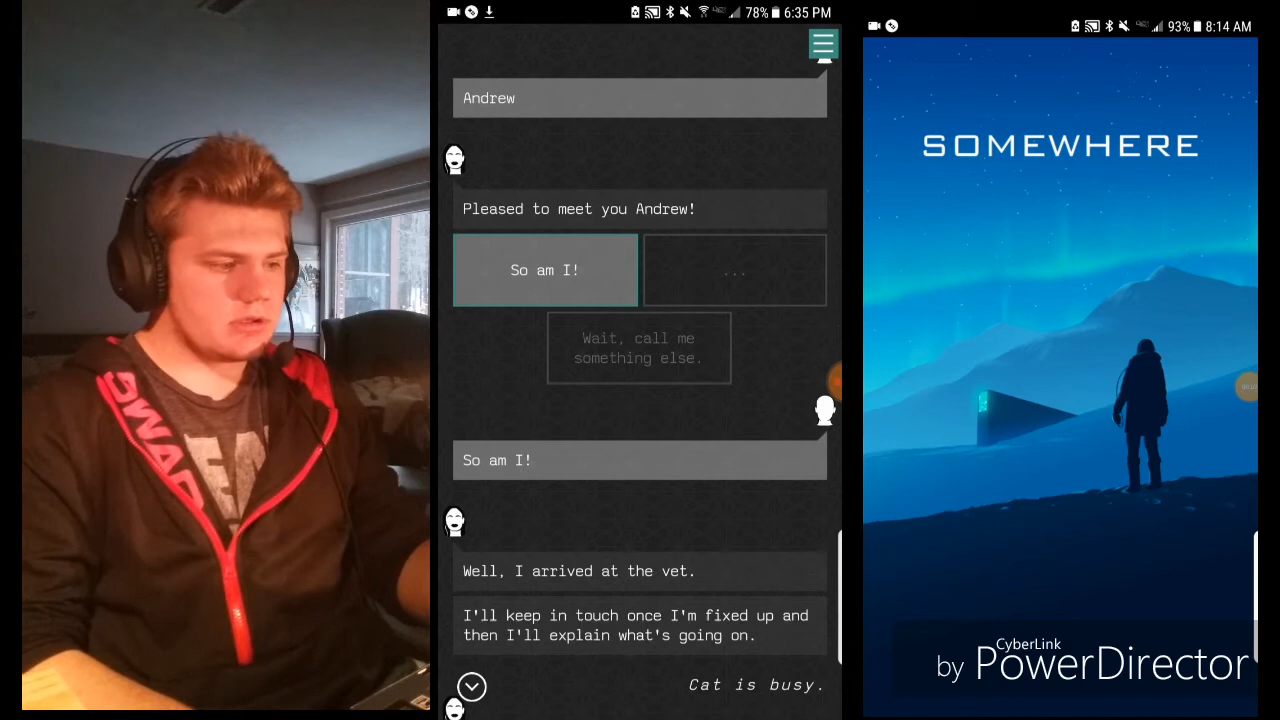 SWAP
78% 6:35 PM
Andrew
Pleased to meet you Andrew!
So am I!
...
Wait, call me
something else.
So am I!
Well, I arrived at the vet.
I'll keep in touch once I'm fixed up and
then I'll explain what's going on.
Cat is busy.
93% 8:14 AM
SOMEWHERE
CyberLink
by PowerDirector